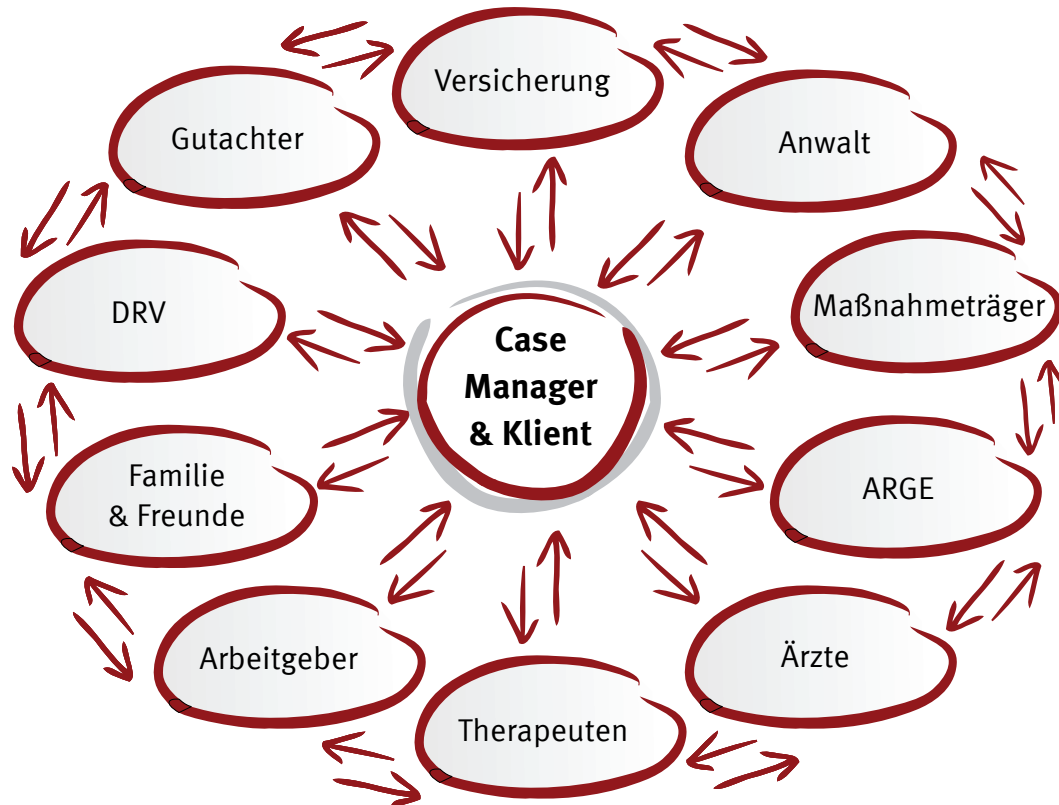 Versicherung
Gutachter
Anwalt
DRV
Maßnahmeträger
Case
Manager
& Klient
Familie
& Freunde
ARGE
Arbeitgeber
Ärzte
Therapeuten